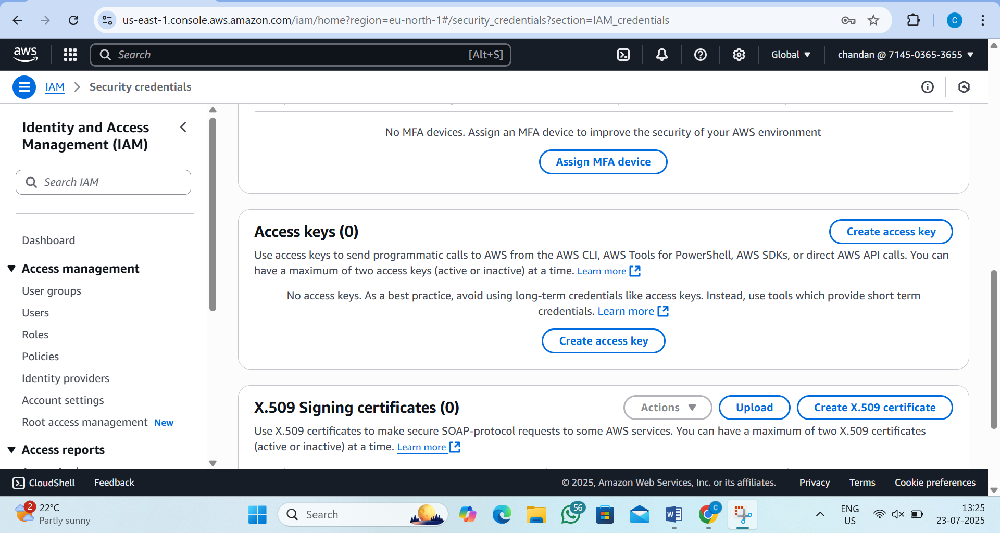 us-east-1.console.aws.amazon.com/iam/home?region=eu-north-1#/security_credentials?section=IAM_credentials
C
aws
Search
[Alt+S]
Global
chandan @ 7145-0365-3655
IAM
Security credentials
Identity and Access
Management (IAM)
Search IAM
Dashboard
Access management
User groups
Users
Roles
Policies
Identity providers
Account settings
Root access management New
Access reports
No MFA devices. Assign an MFA device to improve the security of your AWS environment
Assign MFA device
Access keys (0)
Create access key
Use access keys to send programmatic calls to AWS from the AWS CLI, AWS Tools for PowerShell, AWS SDKs, or direct AWS API calls. You can
have a maximum of two access keys (active or inactive) at a time. Learn more
No access keys. As a best practice, avoid using long-term credentials like access keys. Instead, use tools which provide short term
credentials. Learn more
Create access key
X.509 Signing certificates (0)
Actions
Upload
Create X.509 certificate
Use X.509 certificates to make secure SOAP-protocol requests to some AWS services. You can have a maximum of two X.509 certificates
(active or inactive) at a time. Learn more
CloudShell
Feedback
© 2025, Amazon Web Services, Inc. or its affiliates.
Privacy
Terms
Cookie preferences
2
22°C
Partly sunny
Search
56
W
C
ENG
US
13:25
23-07-2025